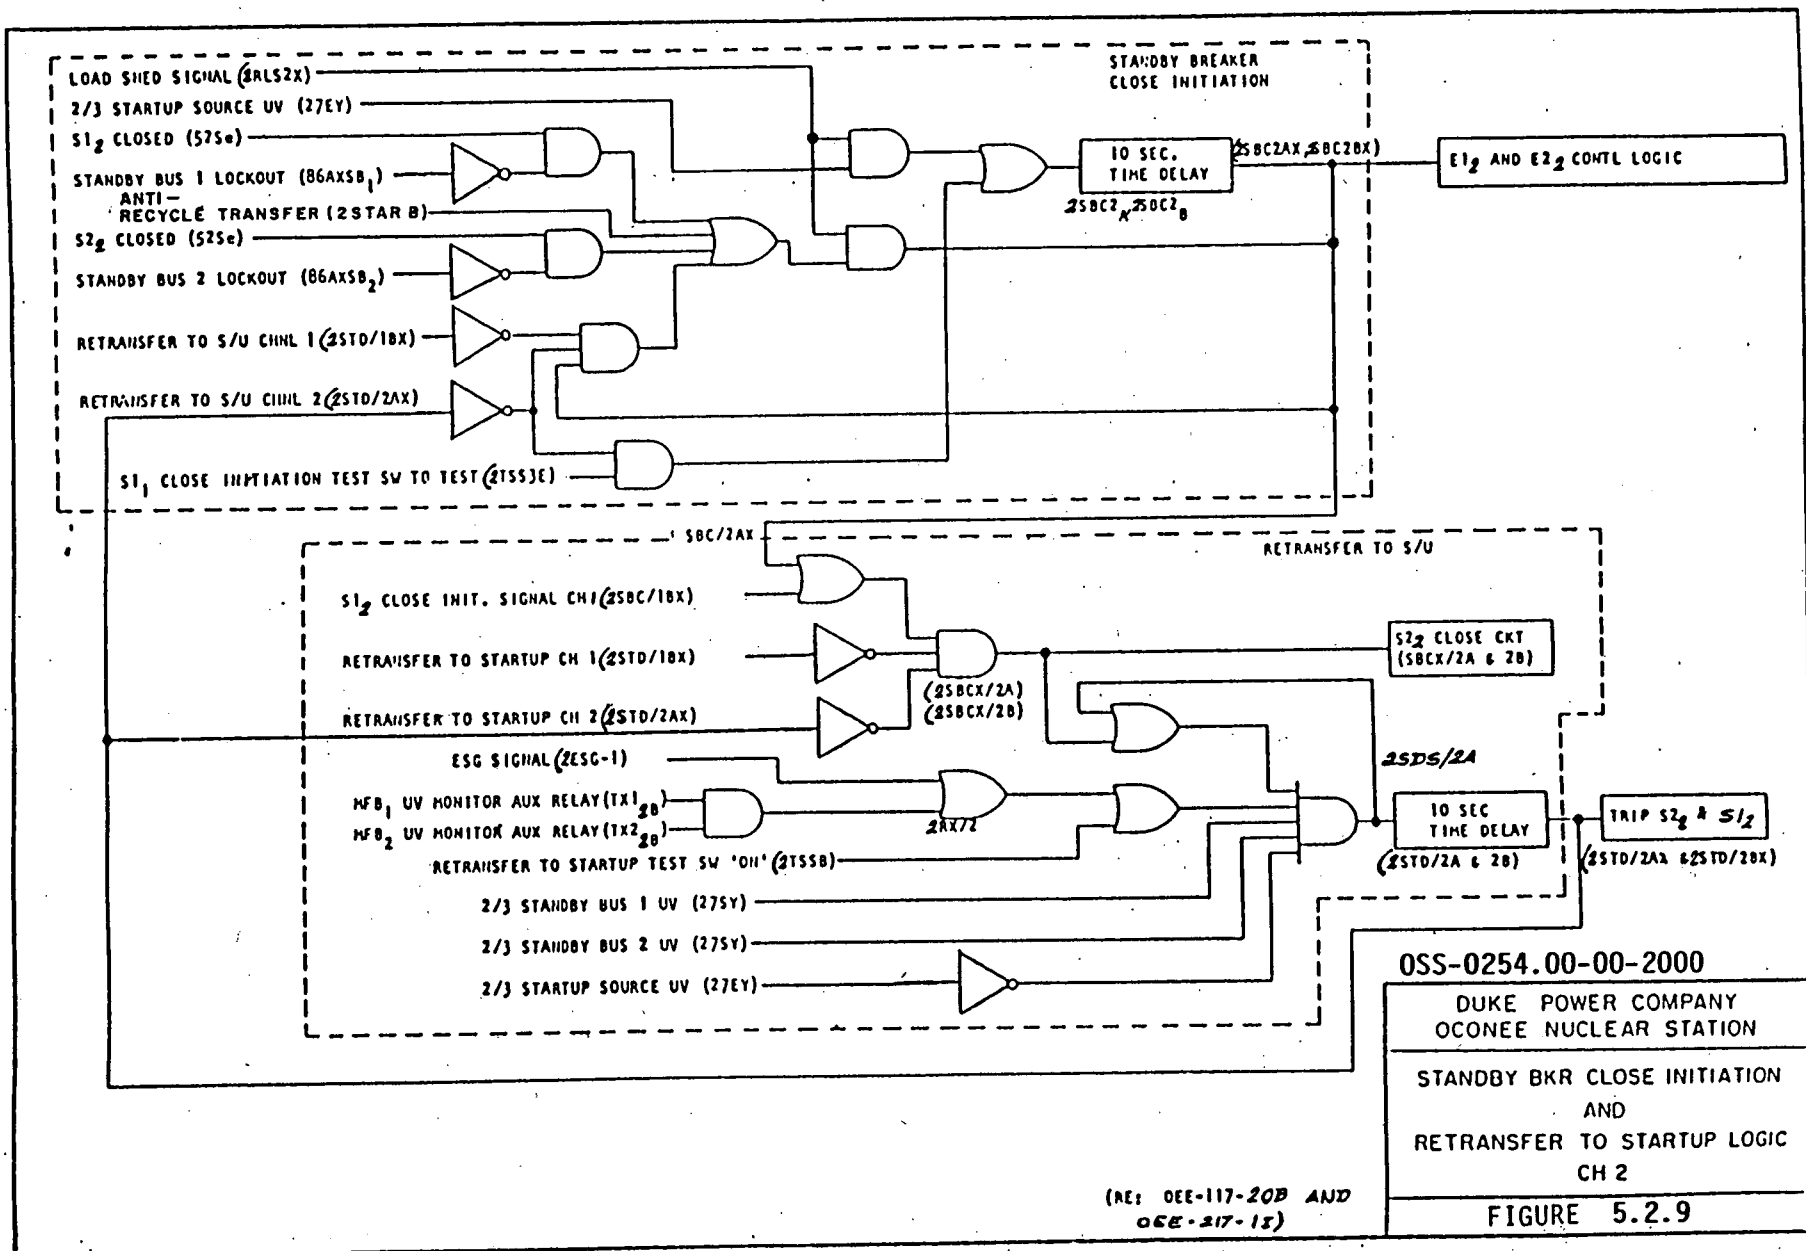 STANDBY BREAKER
CLOSE INITIATION
LOAD SHED SIGNAL (2RLS2X)
2/3 STARTUP SOURCE UV (27EY)
S1₂ CLOSED (52Se)
STANDBY BUS 1 LOCKOUT (86AXSB₁)
ANTI-
RECYCLE TRANSFER (2STAR B)
S2₂ CLOSED (52Se)
STANDBY BUS 2 LOCKOUT (86AXSB₂)
RETRANSFER TO S/U CHNL 1 (2STD/1BX)
RETRANSFER TO S/U CHNL 2 (2STD/2AX)
S1₁ CLOSE INITIATION TEST SW TO TEST (2TSS3E)
10 SEC.
TIME DELAY
(2SBC2AX, 2SBC2BX)
E1₂ AND E2₂ CONTL LOGIC
SBC/2AX
RETRANSFER TO S/U
S1₂ CLOSE INIT. SIGNAL CH1 (2SBC/1BX)
RETRANSFER TO STARTUP CH 1 (2STD/1BX)
RETRANSFER TO STARTUP CH 2 (2STD/2AX)
(2SBCX/2A)
(2SBCX/2B)
S2₂ CLOSE CKT
(SBCX/2A & 2B)
ESG SIGNAL (2ESG-1)
MFB₁ UV MONITOR AUX RELAY (TX1₂B)
MFB₂ UV MONITOR AUX RELAY (TX2₂B)
2RX/2
RETRANSFER TO STARTUP TEST SW 'ON' (2TSSB)
2SDS/2A
10 SEC
TIME DELAY
(2STD/2A & 2B)
TRIP S2₂ & S1₂
(2STD/2AX & 2STD/2BX)
2/3 STANDBY BUS 1 UV (27SY)
2/3 STANDBY BUS 2 UV (27SY)
2/3 STARTUP SOURCE UV (27EY)
OSS-0254.00-00-2000
DUKE POWER COMPANY
OCONEE NUCLEAR STATION
STANDBY BKR CLOSE INITIATION
AND
RETRANSFER TO STARTUP LOGIC
CH 2
FIGURE 5.2.9
(RE: OEE-117-20B AND
OEE-217-15)